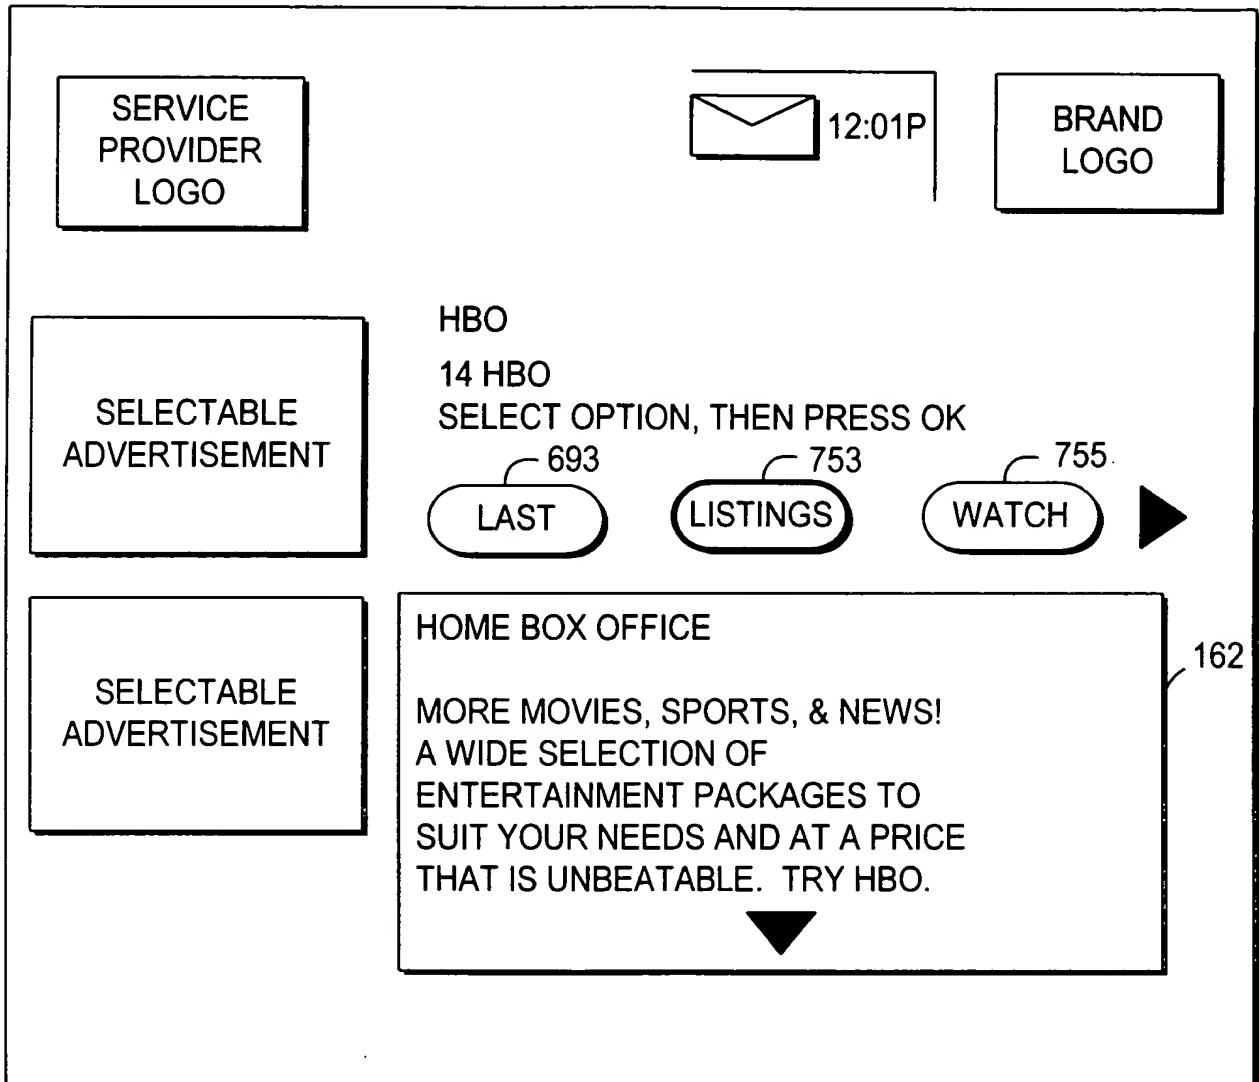 SERVICE
PROVIDER
LOGO
12:01P
BRAND
LOGO
SELECTABLE
ADVERTISEMENT
HBO
14 HBO
SELECT OPTION, THEN PRESS OK
693
753
755
LAST
LISTINGS
WATCH
SELECTABLE
ADVERTISEMENT
HOME BOX OFFICE
MORE MOVIES, SPORTS, & NEWS!
A WIDE SELECTION OF
ENTERTAINMENT PACKAGES TO
SUIT YOUR NEEDS AND AT A PRICE
THAT IS UNBEATABLE. TRY HBO.
162